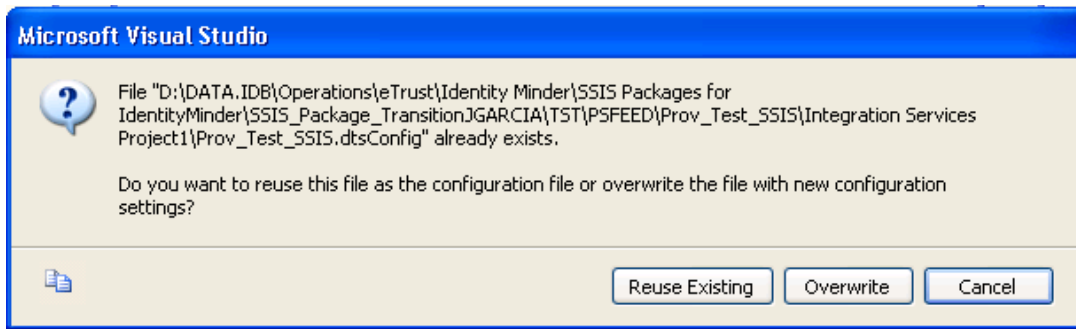 Microsoft Visual Studio
File "D:\DATA.IDB\Operations\eTrust\Identity Minder\SSIS Packages for
IdentityMinder\SSIS_Package_TransitionJGARCIA\TST\PSFEED\Prov_Test_SSIS\Integration Services
Project1\Prov_Test_SSIS.dtsConfig" already exists.
Do you want to reuse this file as the configuration file or overwrite the file with new configuration
settings?
Reuse Existing Overwrite Cancel